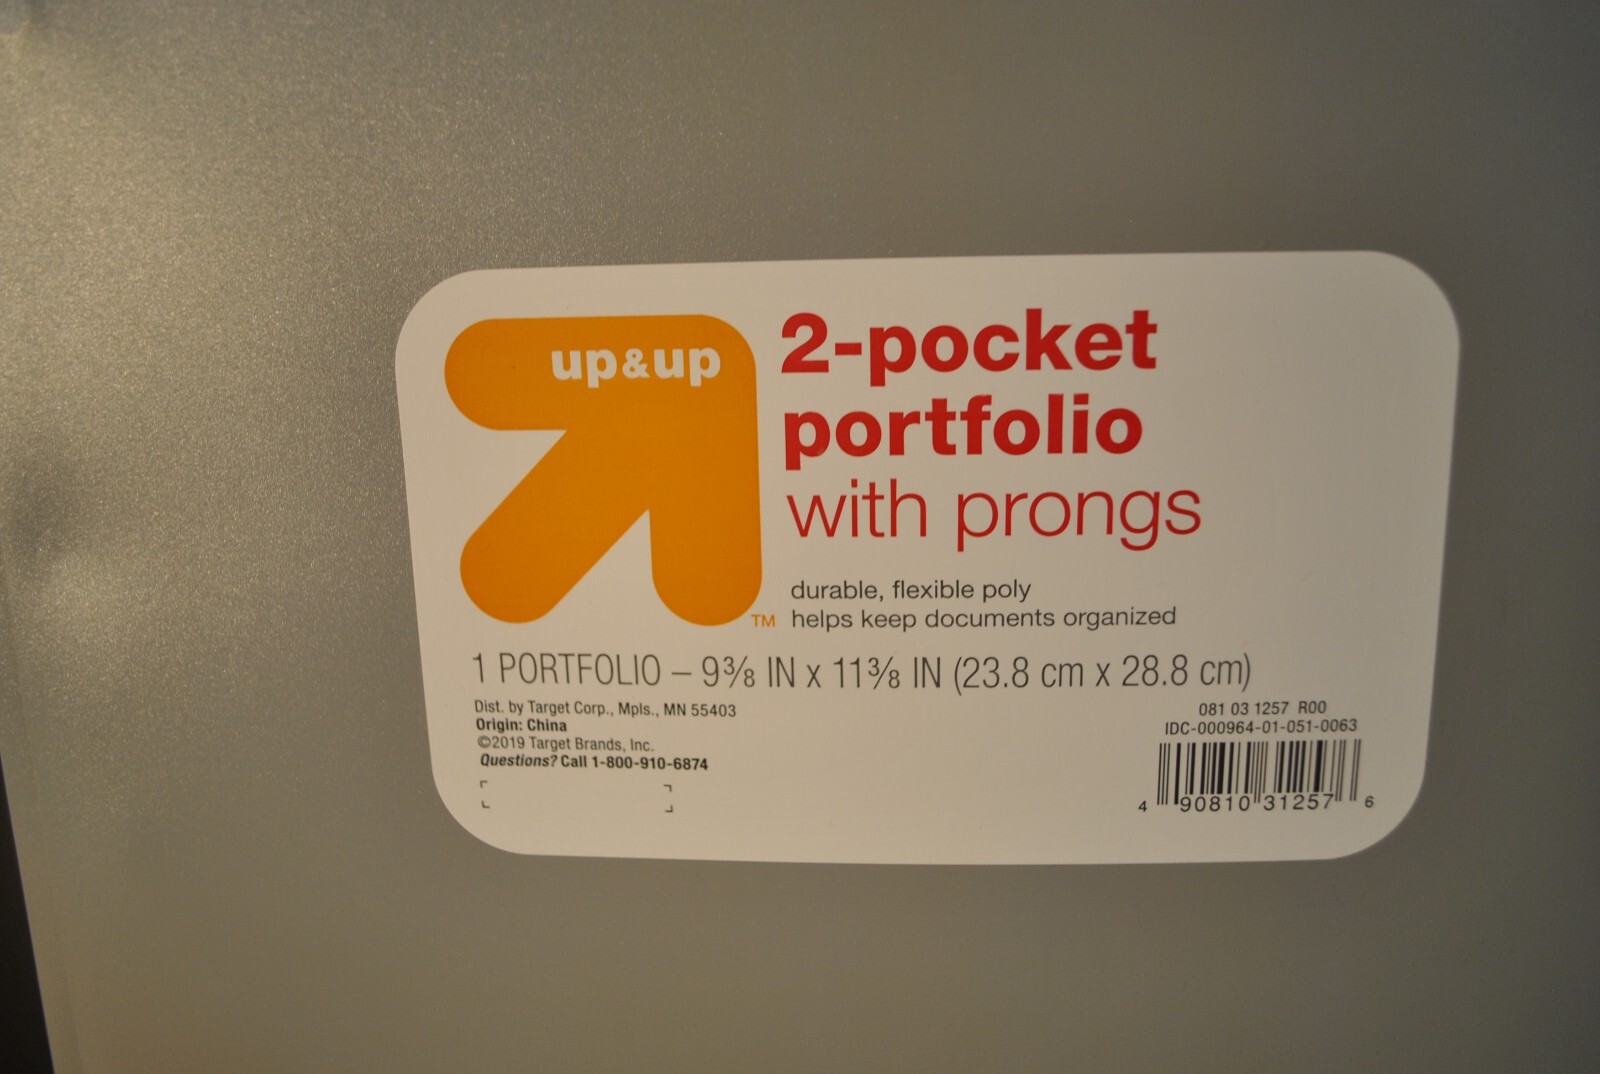 up&up
2-pocket
portfolio
with prongs
durable, flexible poly
™ helps keep documents organized
1 PORTFOLIO – 9⅜ IN x 11⅜ IN (23.8 cm x 28.8 cm)
Dist. by Target Corp., Mpls., MN 55403
Origin: China
©2019 Target Brands, Inc.
Questions? Call 1-800-910-6874
081 03 1257 R00
IDC-000964-01-051-0063
4 90810 31257 6